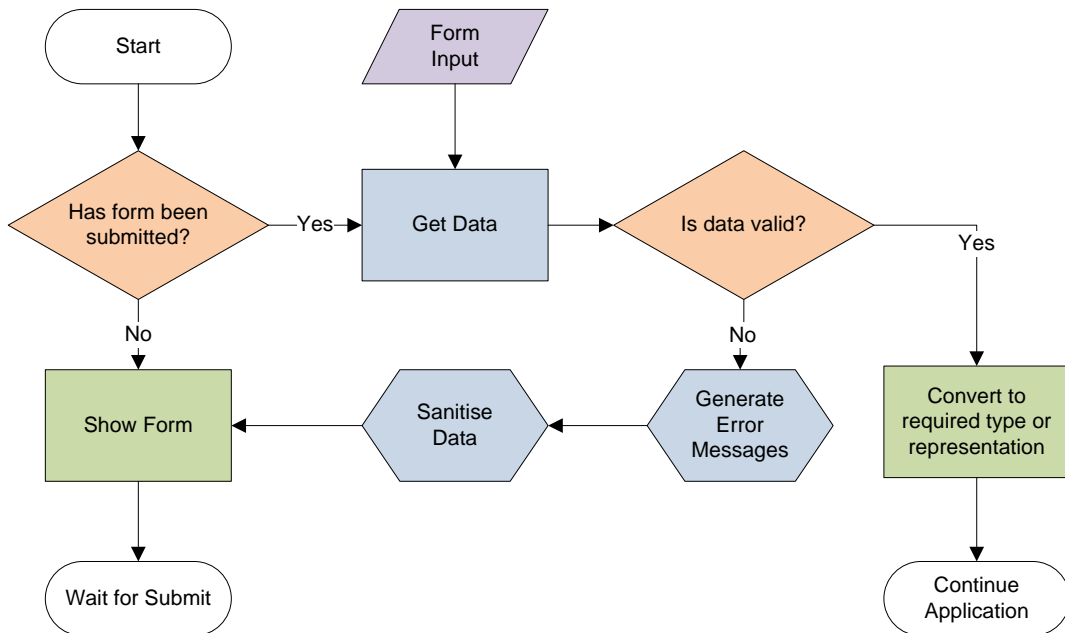 Start
Form
Input
Has form been
submitted?
Yes
Get Data
Is data valid?
Yes
No
No
Show Form
Sanitise
Data
Generate
Error
Messages
Convert to
required type or
representation
Wait for Submit
Continue
Application